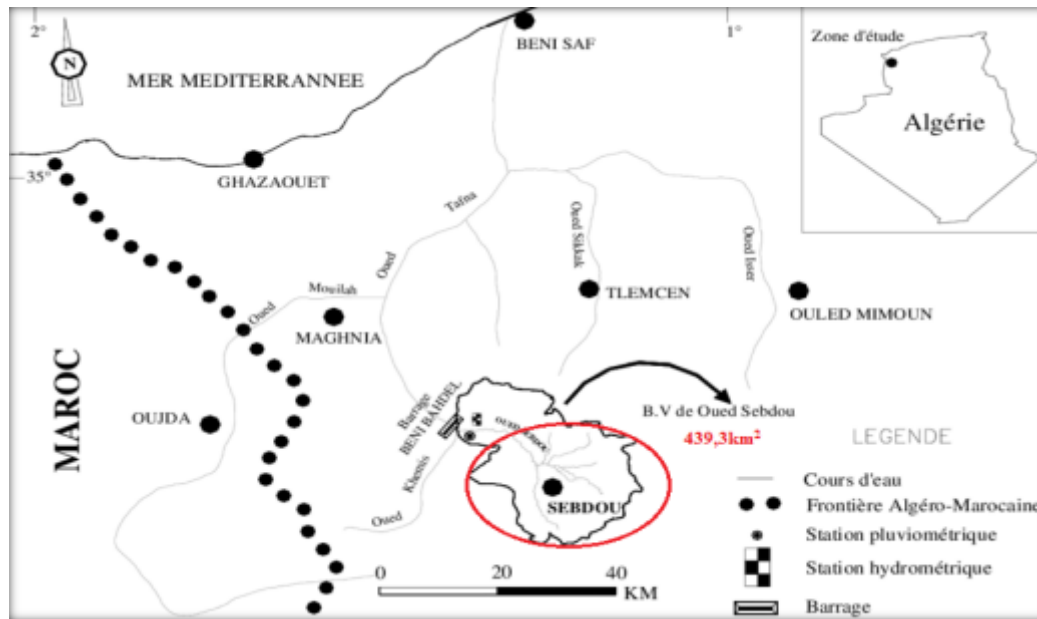 2°
1°
BENI SAF
Zone d'étude
N
MER MEDITERRANNEE
Algérie
GHAZAOUET
35°
Tafna
Oued
Oued Sikkak
Oued Isser
Mouilah
Oued
TLEMCEN
OULED MIMOUN
MAGHNIA
MAROC
OUJDA
Barrage
BENI BAHDEL
OUED SEBDOU
B.V de Oued Sebdou
439,3km²
Khemis
Oued
SEBDOU
LEGENDE
Cours d'eau
Frontière Algéro-Marocaine
Station pluviométrique
Station hydrométrique
Barrage
0 20 40
KM